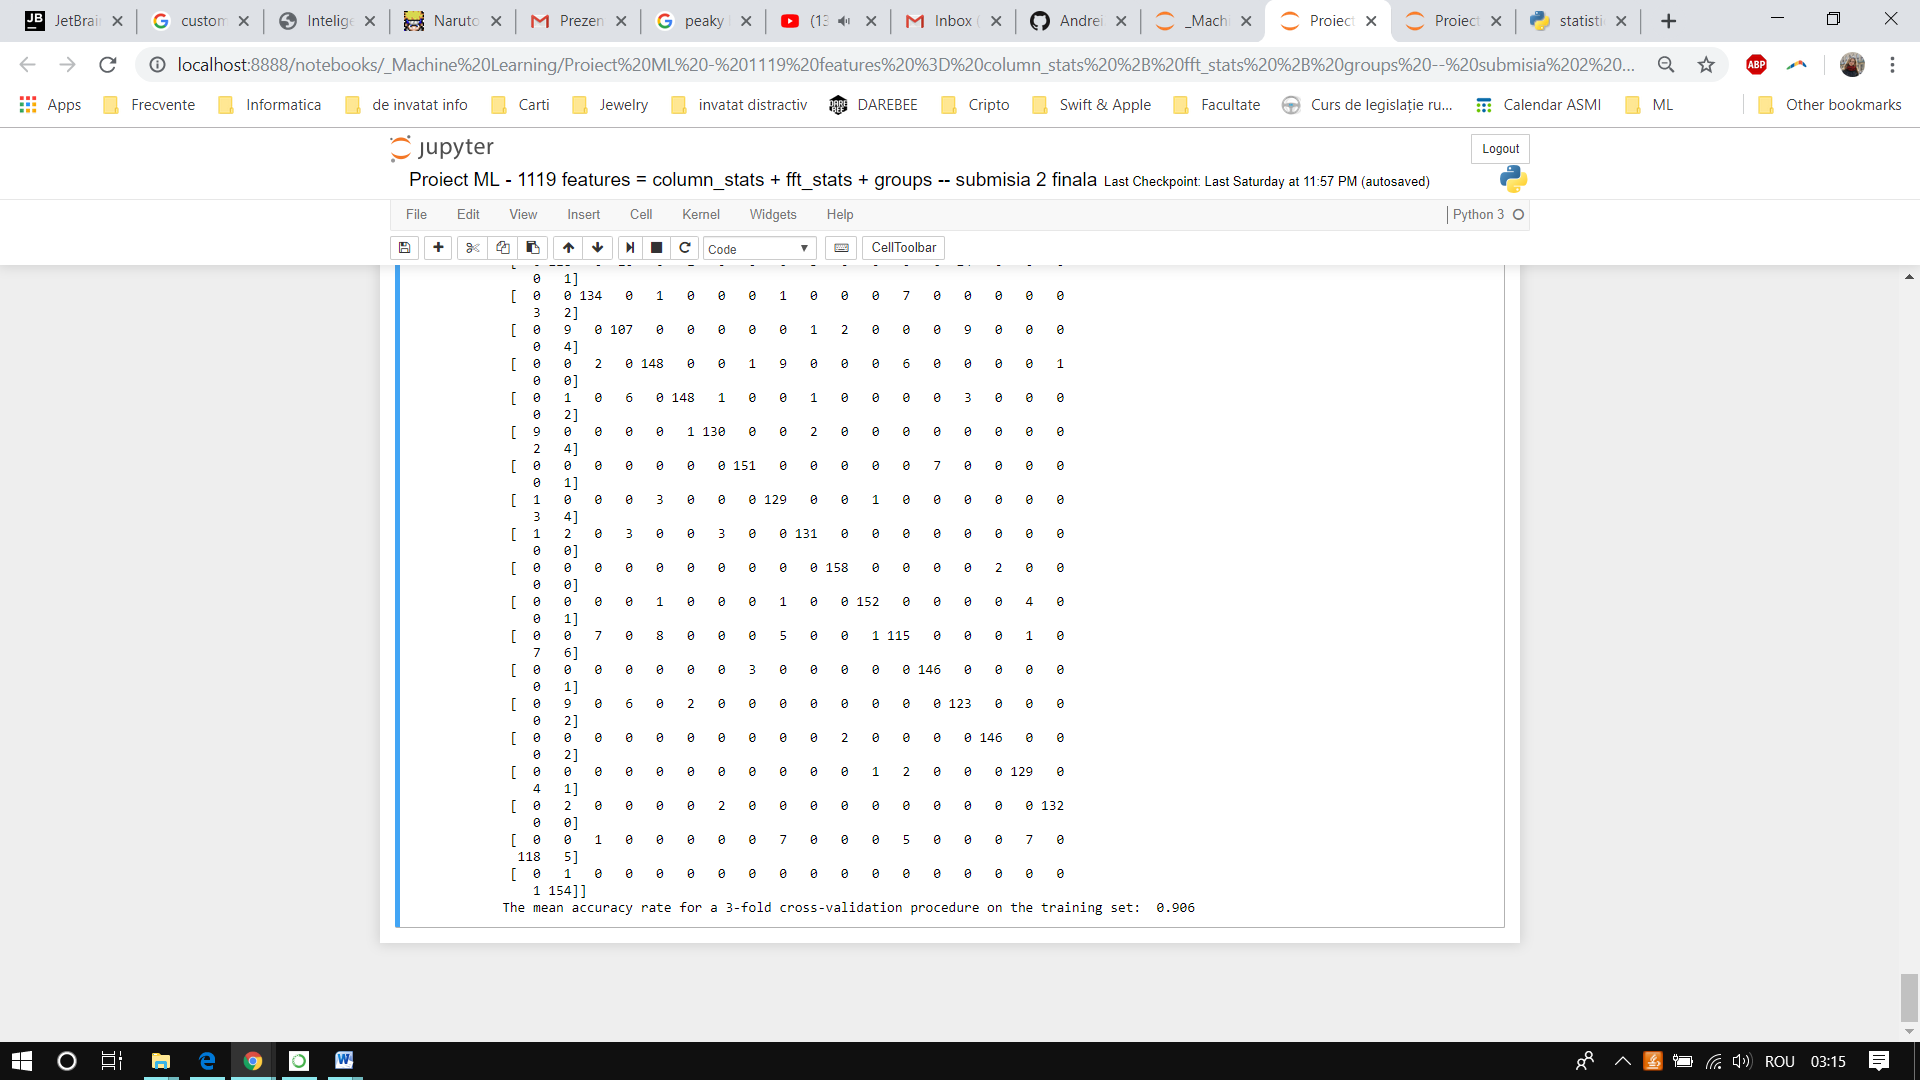 JetBrai
custom
Intelige
Naruto
Prezen
peaky
(13
Inbox (
Andrei
_Machi
Proiect
Proiect
statisti
localhost:8888/notebooks/_Machine%20Learning/Proiect%20ML%20-%201119%20features%20%3D%20column_stats%20%2B%20fft_stats%20%2B%20groups%20--%20submisia%202%20...
ABP
Apps Frecvente Informatica de invatat info Carti Jewelry invatat distractiv DAREBEE Cripto Swift & Apple Facultate Curs de legislație ru... Calendar ASMI ML Other bookmarks
jupyter
Logout
Proiect ML - 1119 features = column_stats + fft_stats + groups -- submisia 2 finala Last Checkpoint: Last Saturday at 11:57 PM (autosaved)
File Edit View Insert Cell Kernel Widgets Help Python 3
Code CellToolbar
0 1]
[ 0 0 134 0 1 0 0 0 1 0 0 0 7 0 0 0 0 0
3 2]
[ 0 9 0 107 0 0 0 0 0 1 2 0 0 0 9 0 0 0
0 4]
[ 0 0 2 0 148 0 0 1 9 0 0 0 6 0 0 0 0 1
0 0]
[ 0 1 0 6 0 148 1 0 0 1 0 0 0 0 3 0 0 0
0 2]
[ 9 0 0 0 0 1 130 0 0 2 0 0 0 0 0 0 0 0
2 4]
[ 0 0 0 0 0 0 0 151 0 0 0 0 0 7 0 0 0 0
0 1]
[ 1 0 0 0 3 0 0 0 129 0 0 1 0 0 0 0 0 0
3 4]
[ 1 2 0 3 0 0 3 0 0 131 0 0 0 0 0 0 0 0
0 0]
[ 0 0 0 0 0 0 0 0 0 0 158 0 0 0 0 2 0 0
0 0]
[ 0 0 0 0 1 0 0 0 1 0 0 152 0 0 0 0 4 0
0 1]
[ 0 0 7 0 8 0 0 0 5 0 0 1 115 0 0 0 1 0
7 6]
[ 0 0 0 0 0 0 0 3 0 0 0 0 0 146 0 0 0 0
0 1]
[ 0 9 0 6 0 2 0 0 0 0 0 0 0 0 123 0 0 0
0 2]
[ 0 0 0 0 0 0 0 0 0 0 2 0 0 0 0 146 0 0
0 2]
[ 0 0 0 0 0 0 0 0 0 0 0 1 2 0 0 0 129 0
4 1]
[ 0 2 0 0 0 0 2 0 0 0 0 0 0 0 0 0 0 132
0 0]
[ 0 0 1 0 0 0 0 0 7 0 0 0 5 0 0 0 7 0
118 5]
[ 0 1 0 0 0 0 0 0 0 0 0 0 0 0 0 0 0 0
1 154]]
The mean accuracy rate for a 3-fold cross-validation procedure on the training set: 0.906
ROU 03:15